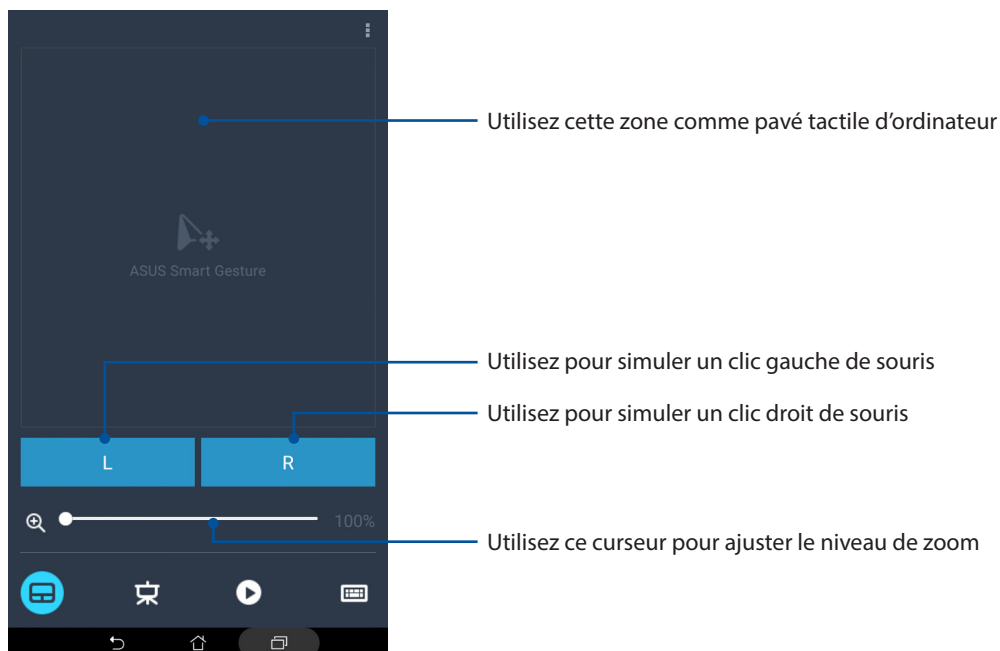 Utilisez cette zone comme pavé tactile d’ordinateur
ASUS Smart Gesture
Utilisez pour simuler un clic gauche de souris
Utilisez pour simuler un clic droit de souris
L R
100%
Utilisez ce curseur pour ajuster le niveau de zoom